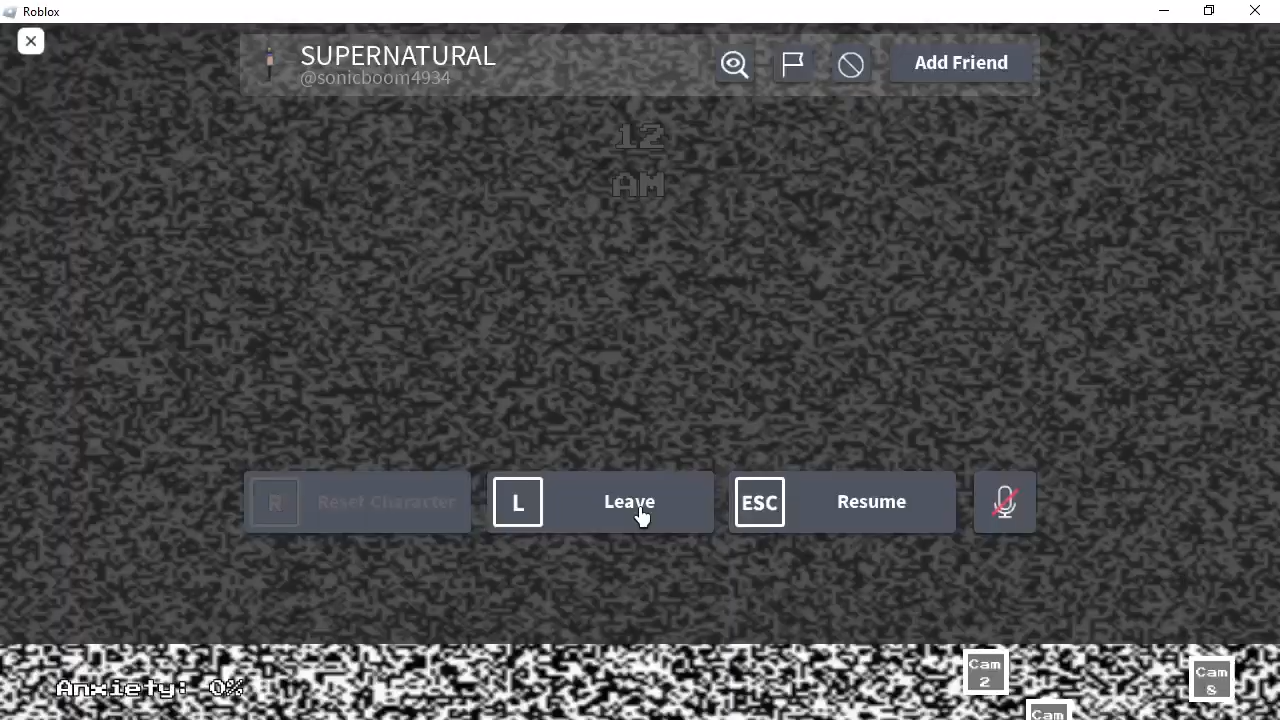 Roblox
SUPERNATURAL
@sonicboom4934
Add Friend
12
AM
R Reset Character
L Leave
ESC Resume
Anxiety: 0%
Cam
2
Cam
8
Cam